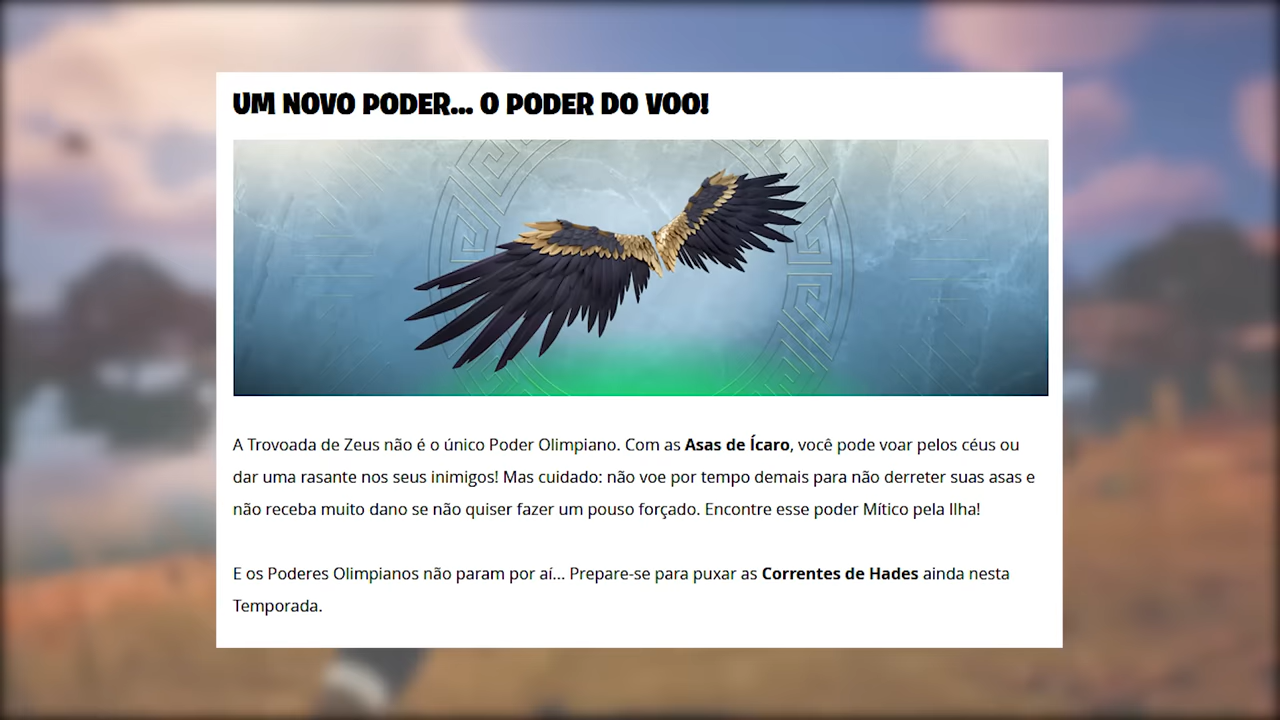 UM NOVO PODER... O PODER DO VOO!
A Trovoada de Zeus não é o único Poder Olimpiano. Com as Asas de Ícaro, você pode voar pelos céus ou
dar uma rasante nos seus inimigos! Mas cuidado: não voe por tempo demais para não derreter suas asas e
não receba muito dano se não quiser fazer um pouso forçado. Encontre esse poder Mítico pela Ilha!
E os Poderes Olimpianos não param por aí... Prepare-se para puxar as Correntes de Hades ainda nesta
Temporada.